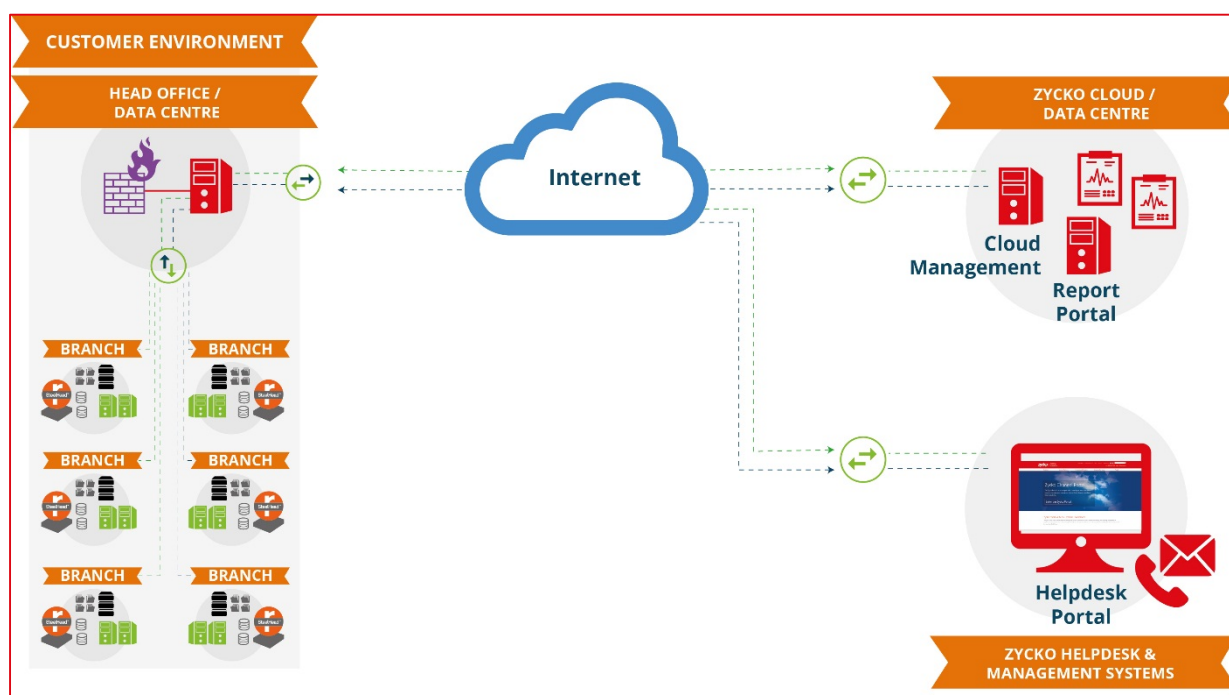 CUSTOMER ENVIRONMENT
HEAD OFFICE /
DATA CENTRE
Internet
ZYCKO CLOUD /
DATA CENTRE
Cloud
Management
Report
Portal
BRANCH
BRANCH
BRANCH
BRANCH
BRANCH
BRANCH
Helpdesk
Portal
ZYCKO HELPDESK &
MANAGEMENT SYSTEMS